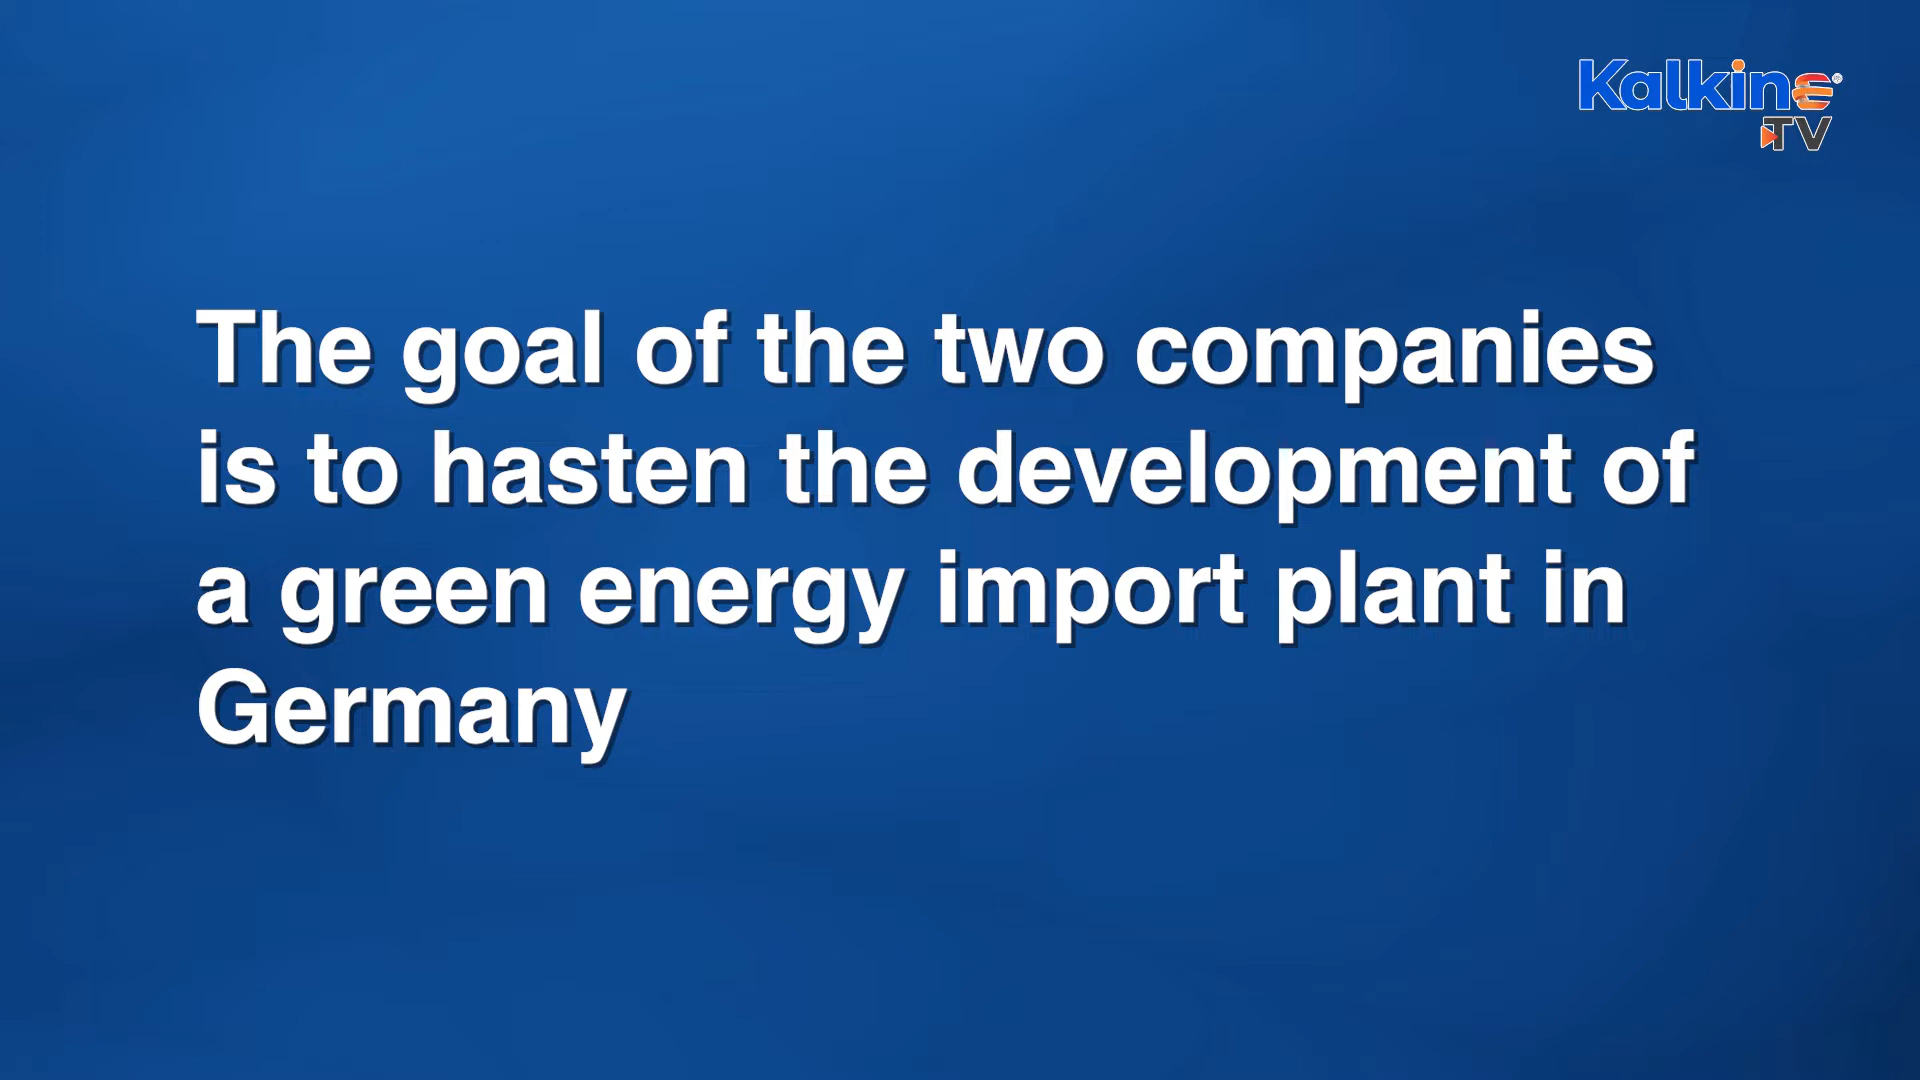 Kalkine
TV
The goal of the two companies
is to hasten the development of
a green energy import plant in
Germany